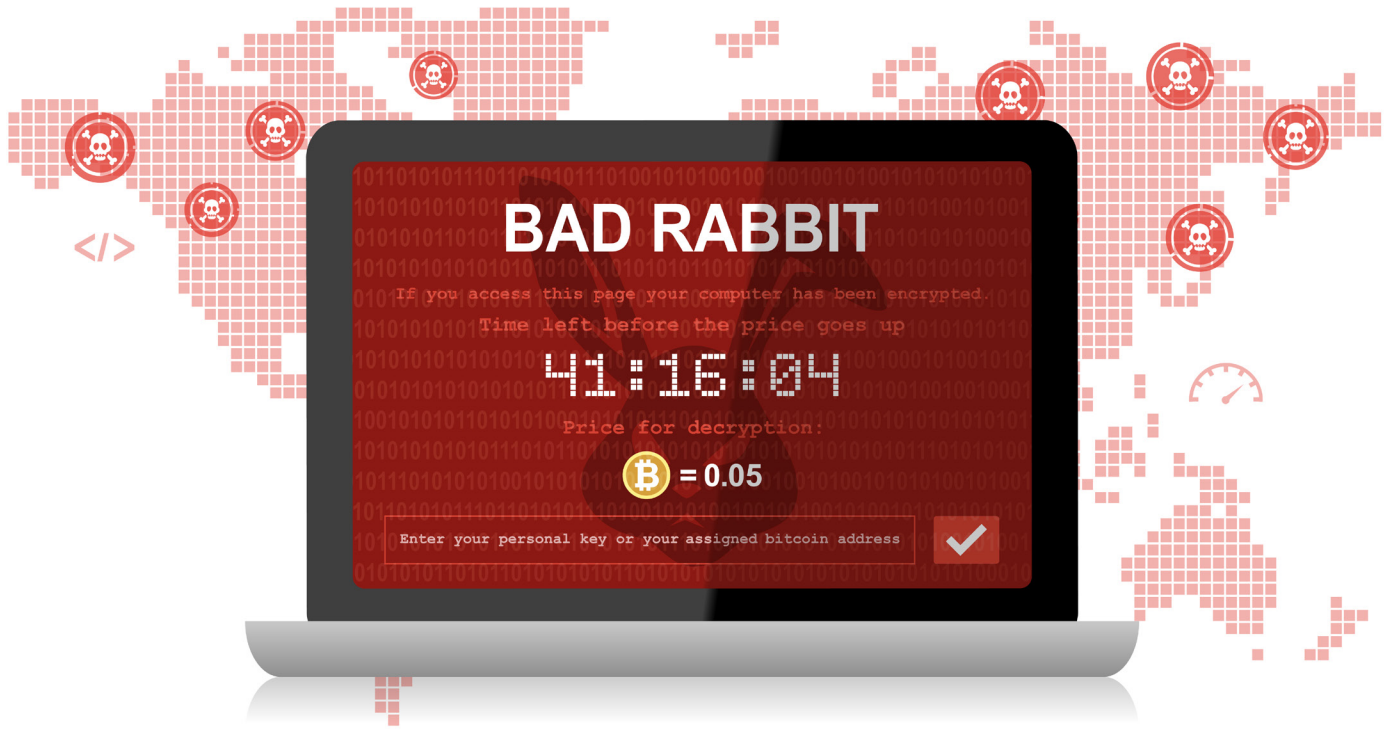 BAD RABBIT
If you access this page your computer has been encrypted.
Time left before the price goes up
41:16:04
Price for decryption:
= 0.05
Enter your personal key or your assigned bitcoin address